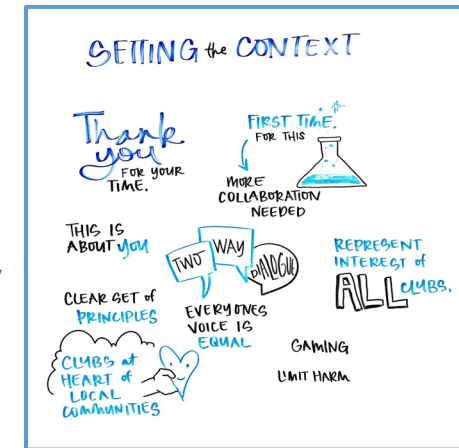 SETTING the CONTEXT
Thank
you
FOR YOUR
TIME.
FIRST TIME.
FOR THIS
MORE
COLLABORATION
NEEDED
THIS IS
ABOUT you
TWO
WAY
DIALOGUE
REPRESENT
INTEREST of
ALL CLUBS.
CLEAR SET of
PRINCIPLES
EVERYONES
VOICE IS
EQUAL
CLUBS at
HEART of
LOCAL
COMMUNITIES
GAMING
LIMIT HARM